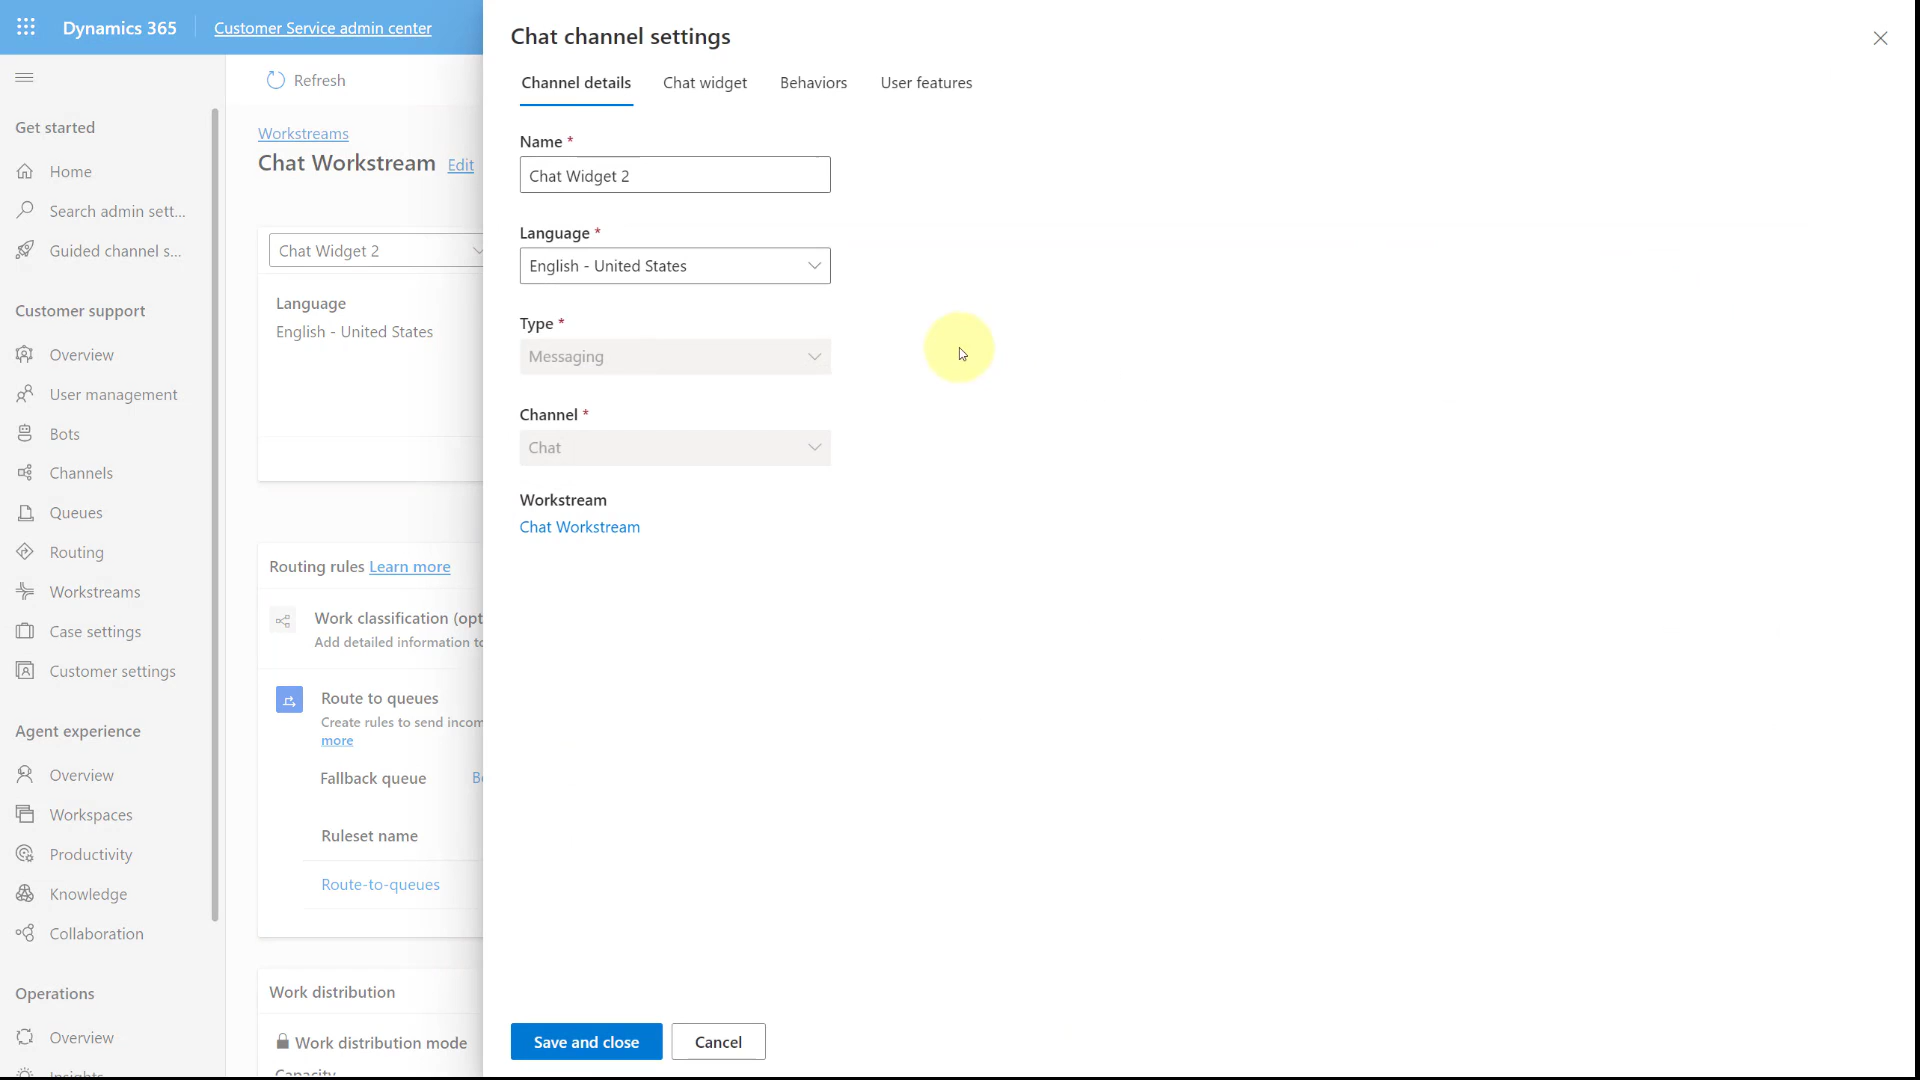 Dynamics 365
Customer Service admin center
Refresh
Get started
Home
Search admin sett...
Guided channel s...
Customer support
Overview
User management
Bots
Channels
Queues
Routing
Workstreams
Case settings
Customer settings
Agent experience
Overview
Workspaces
Productivity
Knowledge
Collaboration
Operations
Overview
Insights
Workstreams
Chat Workstream Edit
Chat Widget 2
Language
English - United States
Routing rules Learn more
Work classification (opt
Add detailed information to
Route to queues
Create rules to send incom
more
Fallback queue
Ruleset name
Route-to-queues
Work distribution
Work distribution mode
Capacity
Chat channel settings
Channel details Chat widget Behaviors User features
Name *
Chat Widget 2
Language *
English - United States
Type *
Messaging
Channel *
Chat
Workstream
Chat Workstream
Save and close Cancel